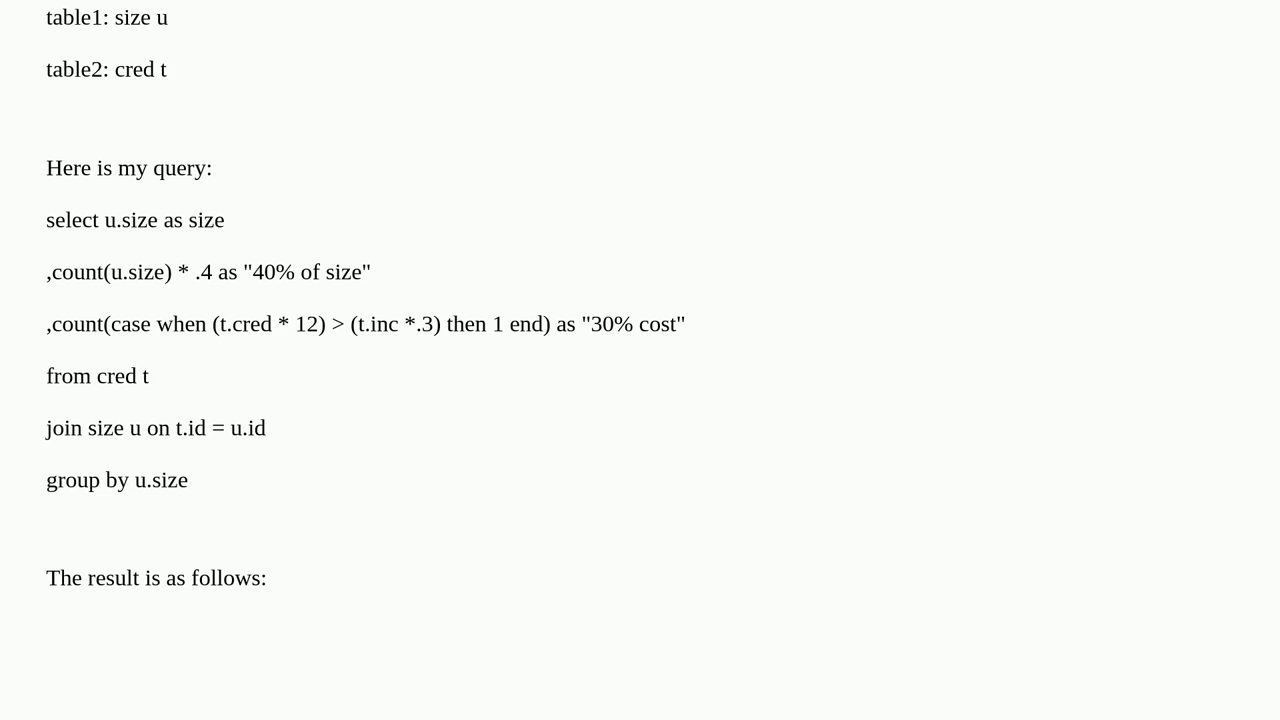 table1: size u
table2: cred t
Here is my query:
select u.size as size
,count(u.size) * .4 as "40% of size"
,count(case when (t.cred * 12) > (t.inc *.3) then 1 end) as "30% cost"
from cred t
join size u on t.id = u.id
group by u.size
The result is as follows: